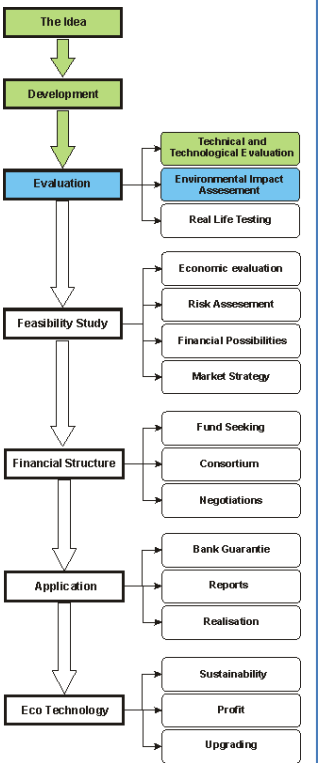 The Idea
Development
Evaluation
Technical and
Technological Evaluation
Environmental Impact
Assesment
Real Life Testing
Feasibility Study
Economic evaluation
Risk Assesement
Financial Possibilities
Market Strategy
Financial Structure
Fund Seeking
Consortium
Negotiations
Application
Bank Guarantie
Reports
Realisation
Eco Technology
Sustainability
Profit
Upgrading